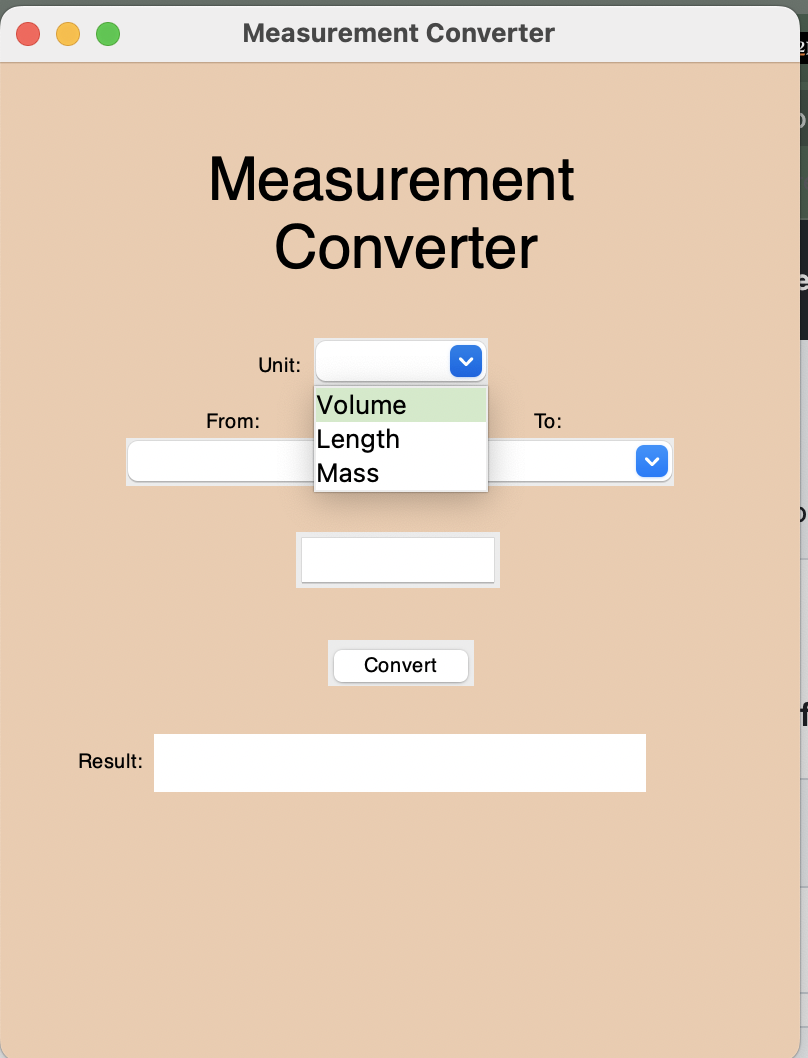 Measurement Converter
Measurement
Converter
Unit:
Volume
Length
Mass
From:
To:
Convert
Result: